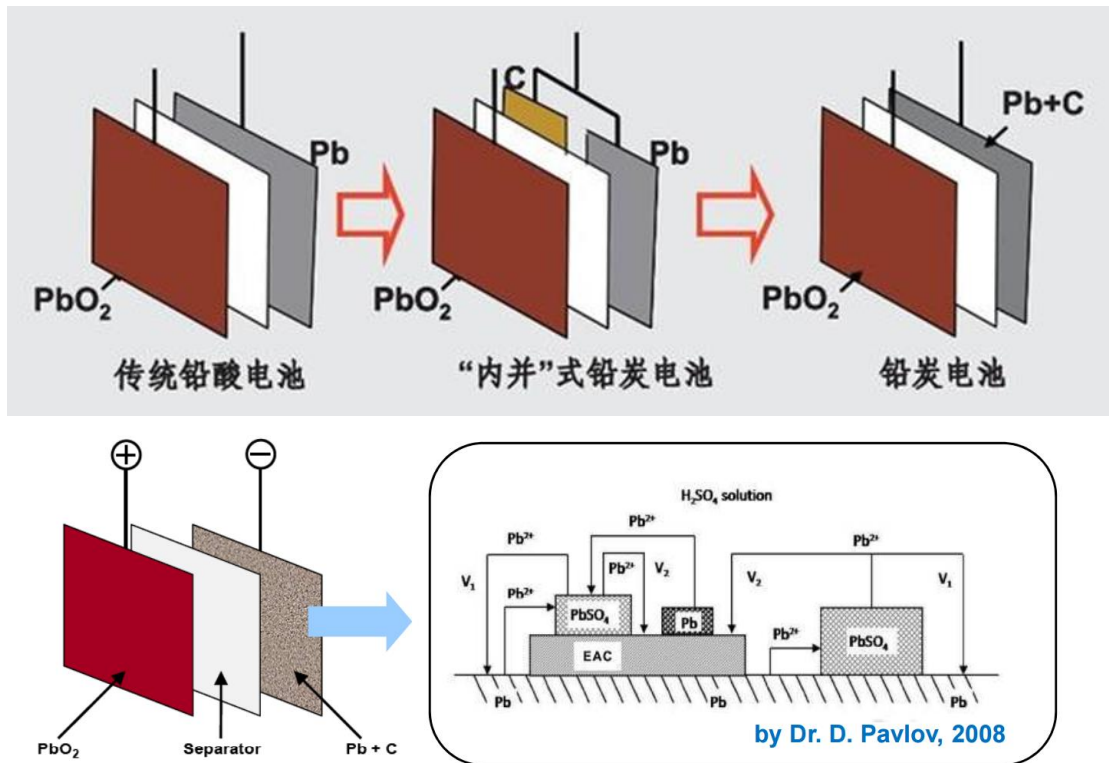 C
Pb+C
Pb
Pb
PbO₂
PbO₂
PbO₂
传统铅酸电池
“内并”式铅炭电池
铅炭电池
+
−
H₂SO₄ solution
Pb²⁺
Pb²⁺
Pb²⁺
Pb²⁺
V₁
Pb²⁺
V₂
V₂
V₁
Pb²⁺
PbSO₄
Pb
Pb²⁺
PbSO₄
EAC
Pb
Pb
Pb
by Dr. D. Pavlov, 2008
PbO₂
Separator
Pb + C